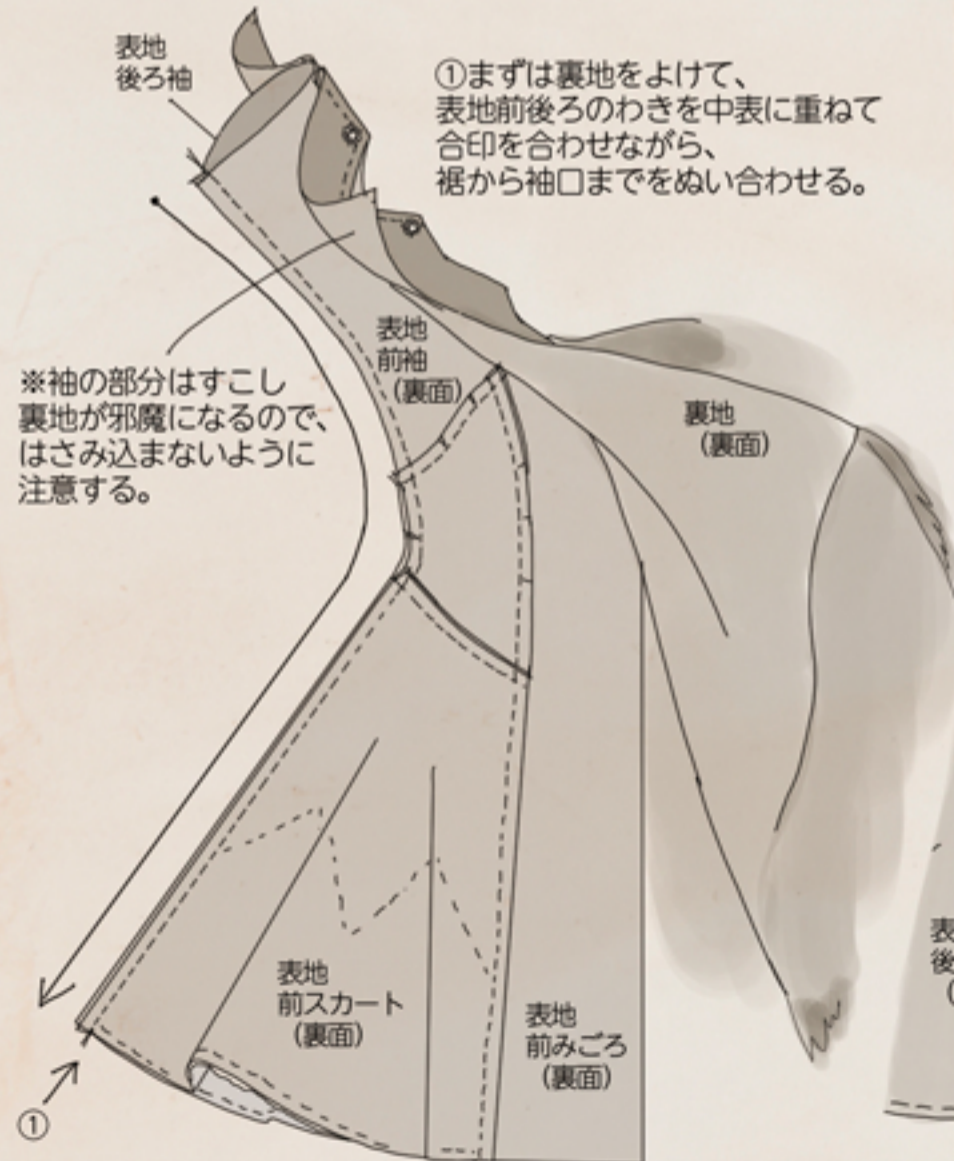 表地
後ろ袖
①まずは裏地をよけて、
表地前後ろのわきを中表に重ねて
合印を合わせながら、
裾から袖口までをぬい合わせる。
※袖の部分はすこし
裏地が邪魔になるので、
はさみ込まないように
注意する。
表地
前袖
（裏面）
裏地
（裏面）
表地
前スカート
（裏面）
表地
前みごろ
（裏面）
表
後
（
①